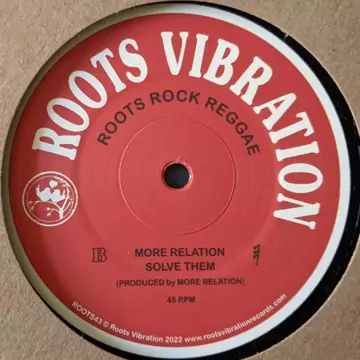 ROOTS VIBRATION
ROOTS ROCK REGGAE
B
MORE RELATION
SOLVE THEM
(PRODUCED by MORE RELATION)
45 RPM
ROOTS43 © Roots Vibration 2022 www.rootsvibrationrecords.com